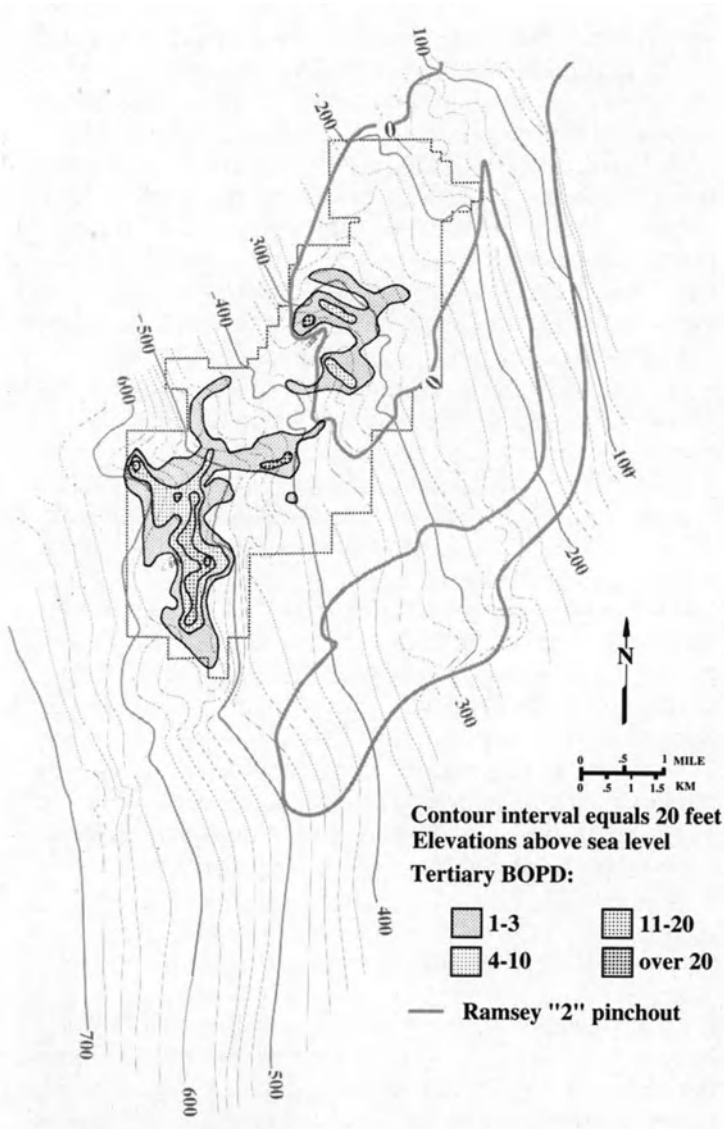 100
-200
0
300
-400
-500
600
0
100
200
300
N
0 .5 1 MILE
0 .5 1 1.5 KM
Contour interval equals 20 feet
Elevations above sea level
Tertiary BOPD:
1-3
11-20
4-10
over 20
Ramsey "2" pinchout
400
500
600
700